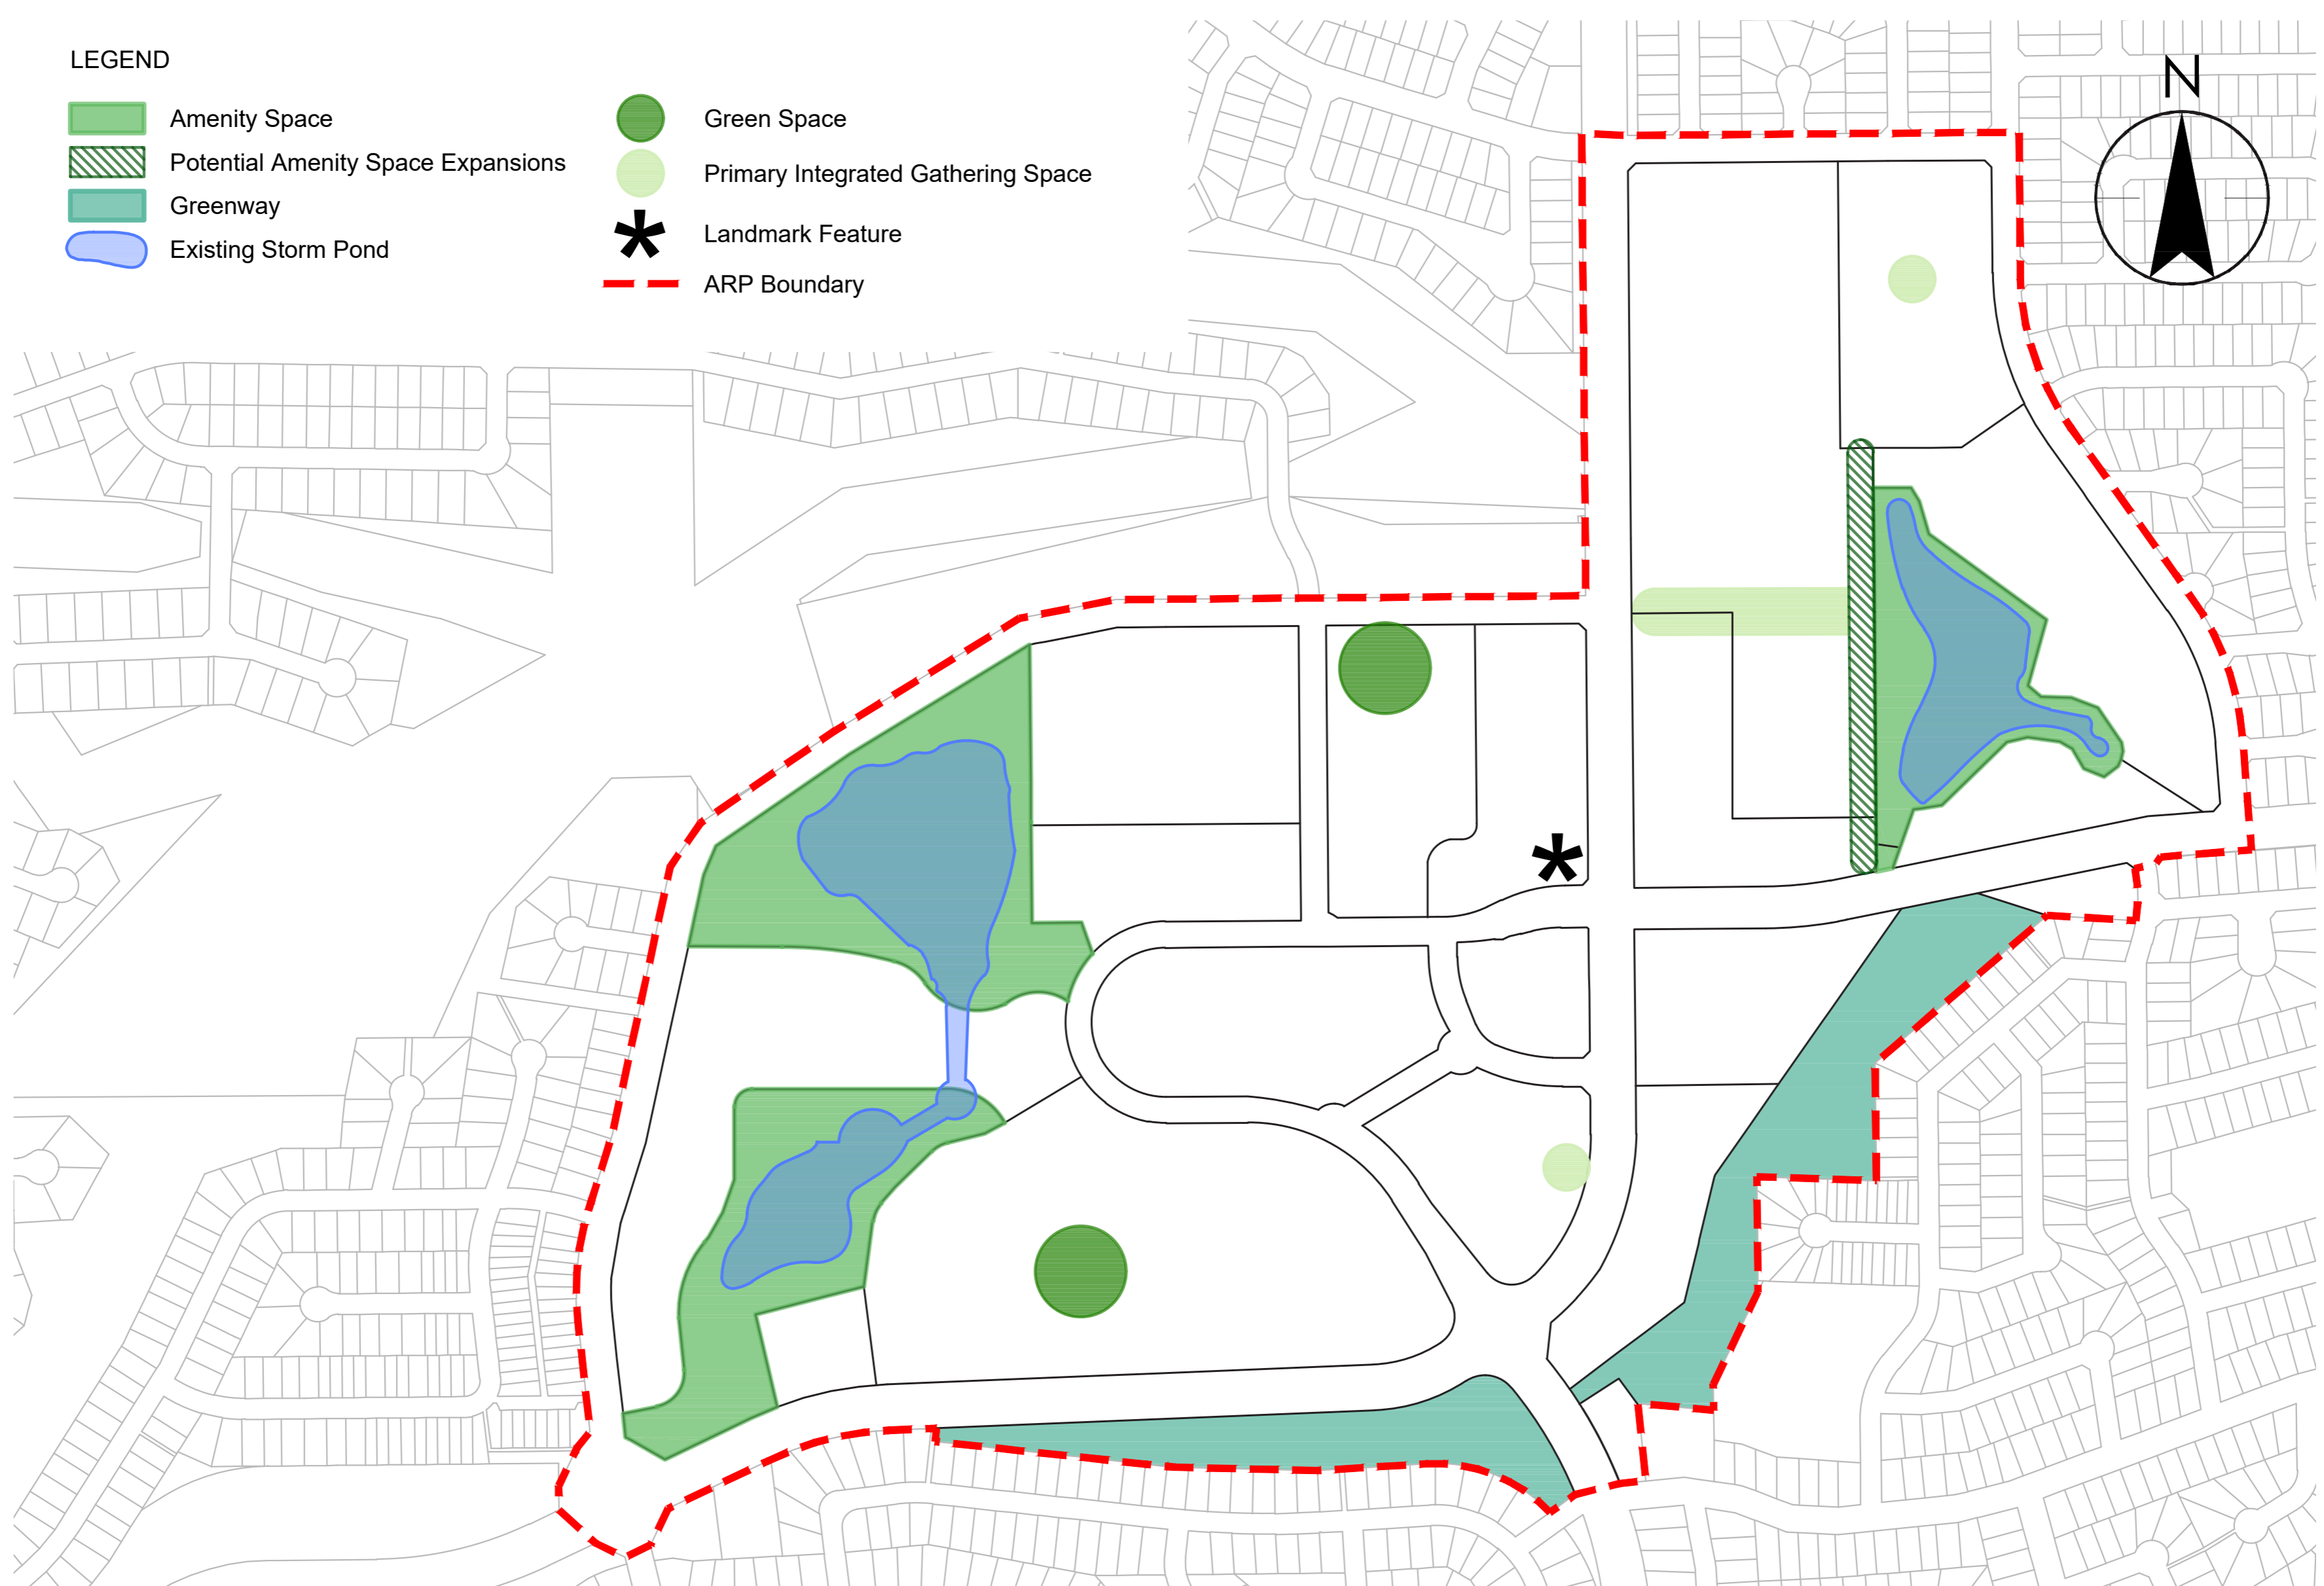 LEGEND
Amenity Space
Potential Amenity Space Expansions
Greenway
Existing Storm Pond
Green Space
Primary Integrated Gathering Space
Landmark Feature
ARP Boundary
N